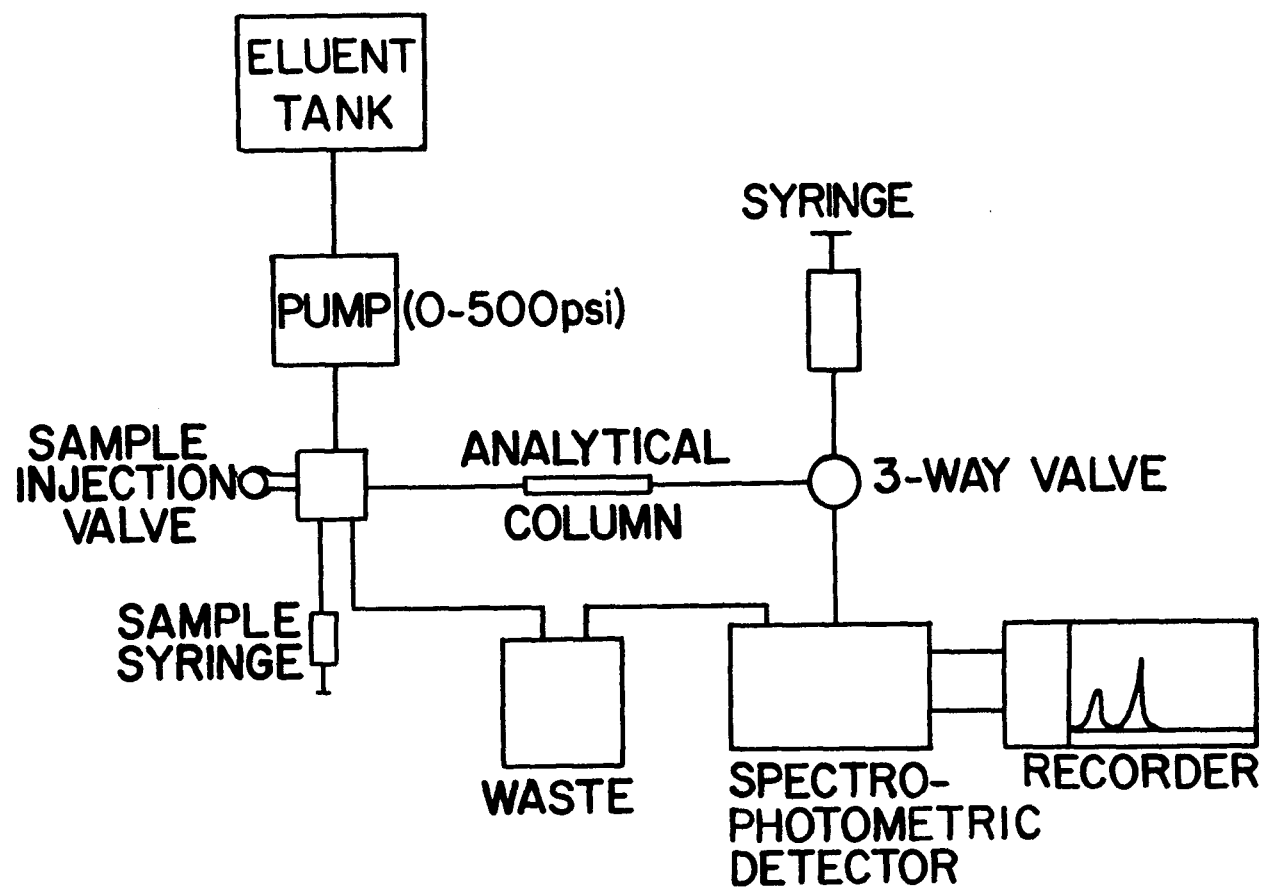 ELUENT
TANK
SYRINGE
PUMP (0-500psi)
SAMPLE
INJECTION
VALVE
ANALYTICAL
COLUMN
3-WAY VALVE
SAMPLE
SYRINGE
WASTE
SPECTRO-
PHOTOMETRIC
DETECTOR
RECORDER